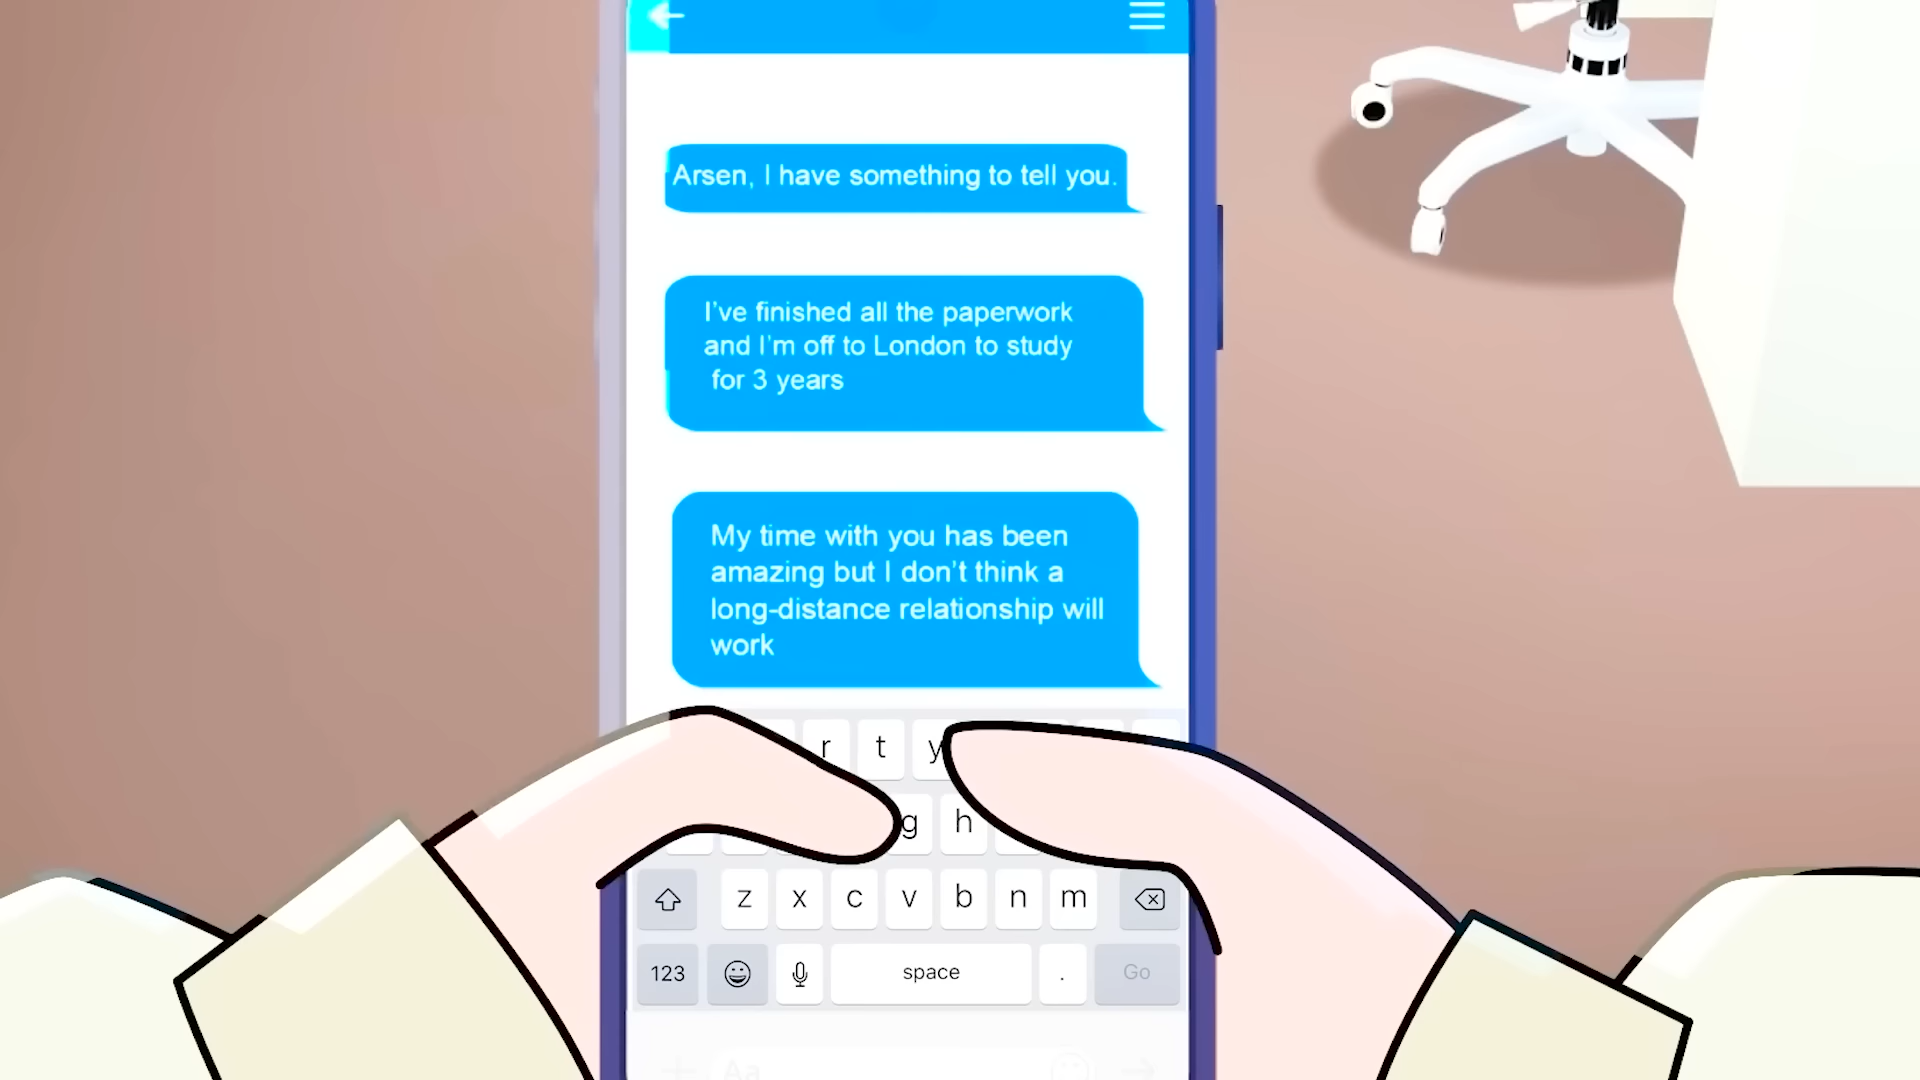 Arsen, I have something to tell you.
I've finished all the paperwork
and I'm off to London to study
for 3 years
My time with you has been
amazing but I don't think a
long-distance relationship will
work
r t y
g h
z x c v b n m
123 space . Go
Aa